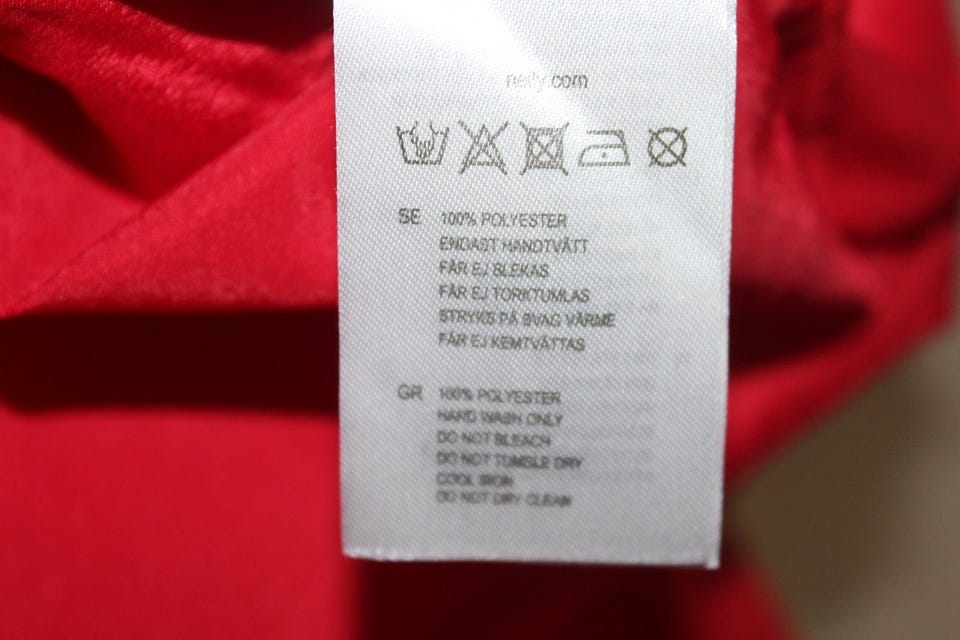 nelly.com
SE 100% POLYESTER
ENDAST HANDTVÄTT
FÅR EJ BLEKAS
FÅR EJ TORKTUMLAS
STRYKS PÅ SVAG VÄRME
FÅR EJ KEMTVÄTTAS
GR 100% POLYESTER
HAND WASH ONLY
DO NOT BLEACH
DO NOT TUMBLE DRY
COOL IRON
DO NOT DRY CLEAN